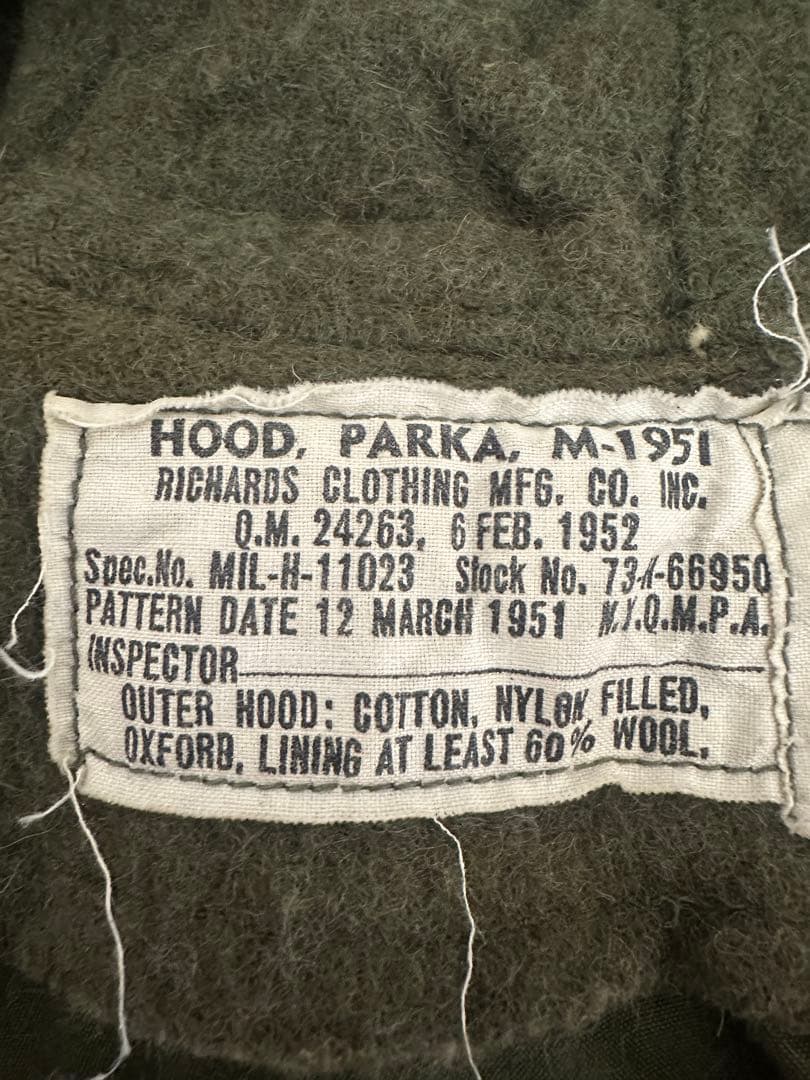 HOOD, PARKA, M-1951
RICHARDS CLOTHING MFG. CO. INC.
Q.M. 24263, 6 FEB. 1952
Spec.No. MIL-H-11023 Stock No. 73-H-66950
PATTERN DATE 12 MARCH 1951 N.Y.Q.M.P.A.
INSPECTOR
OUTER HOOD: COTTON, NYLON FILLED,
OXFORD, LINING AT LEAST 60% WOOL.